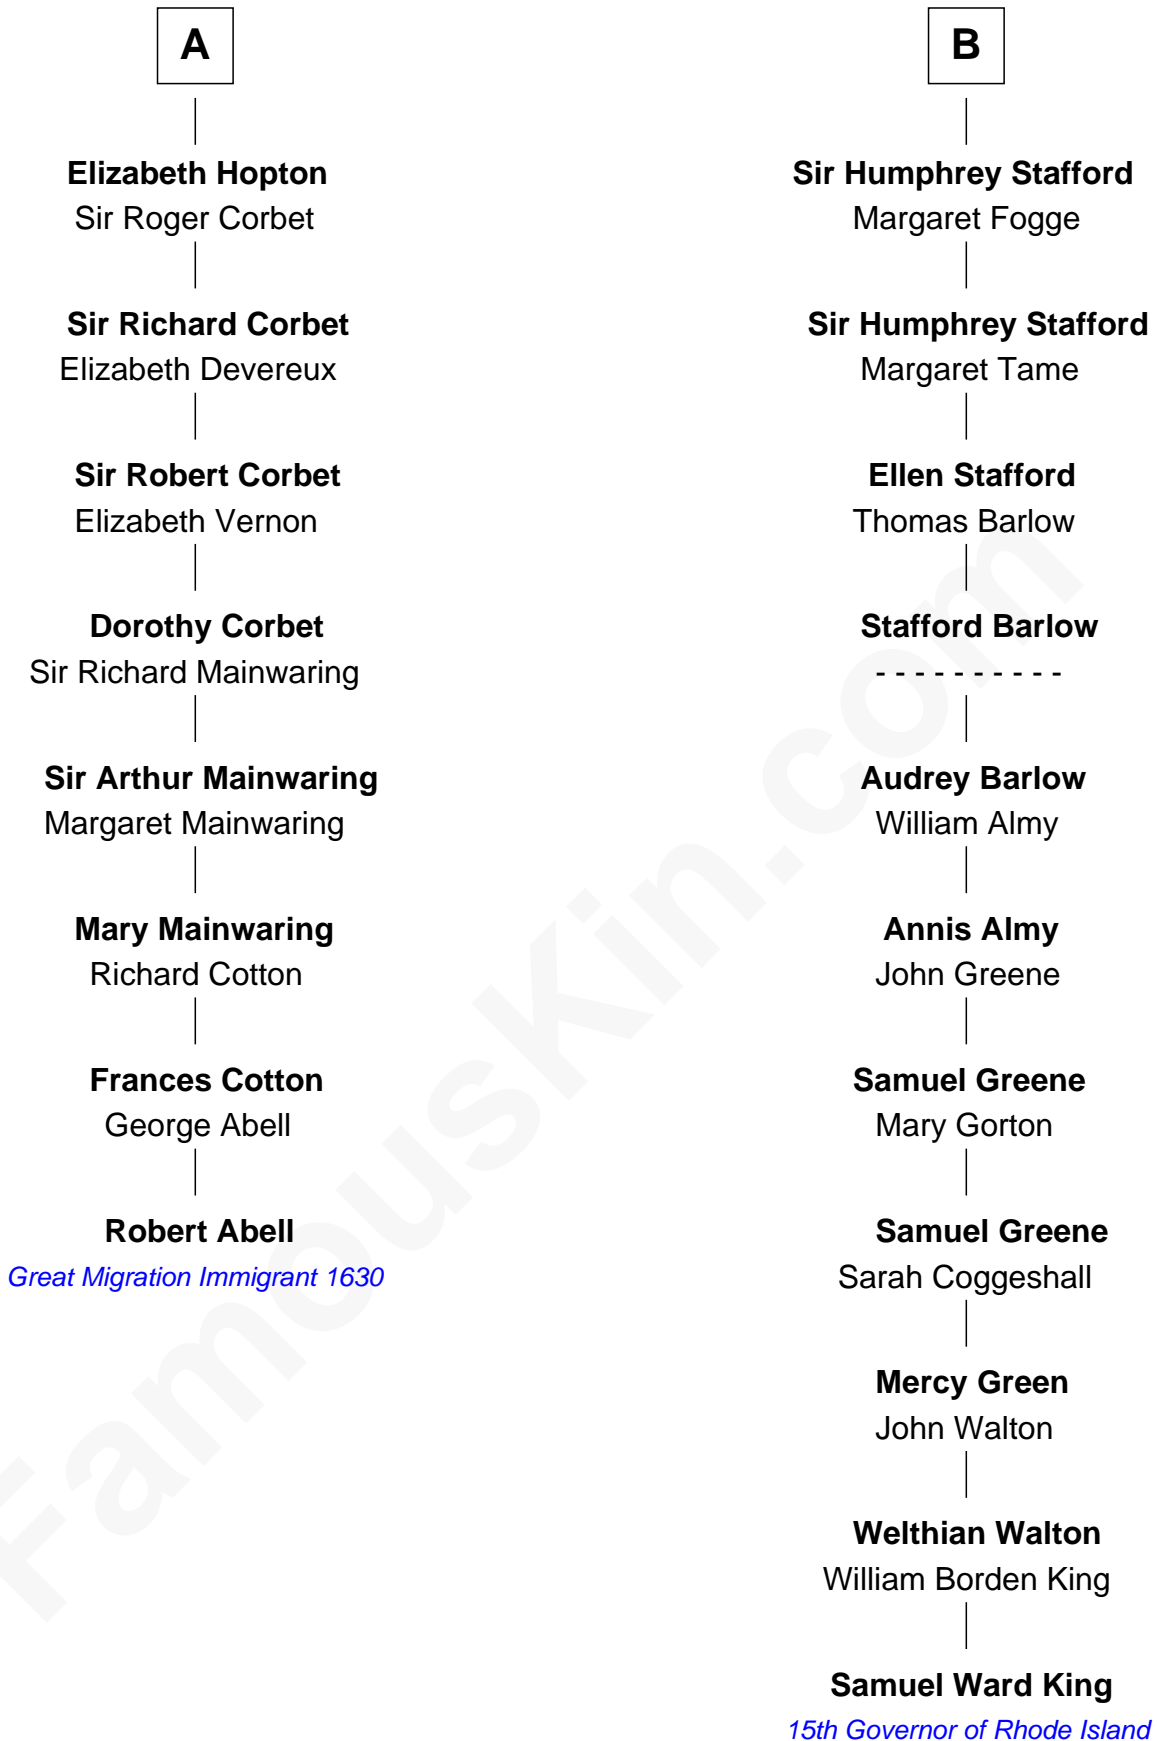 A
Elizabeth Hopton
Sir Roger Corbet
Sir Richard Corbet
Elizabeth Devereux
Sir Robert Corbet
Elizabeth Vernon
Dorothy Corbet
Sir Richard Mainwaring
Sir Arthur Mainwaring
Margaret Mainwaring
Mary Mainwaring
Richard Cotton
Frances Cotton
George Abell
Robert Abell
Great Migration Immigrant 1630
B
Sir Humphrey Stafford
Margaret Fogge
Sir Humphrey Stafford
Margaret Tame
Ellen Stafford
Thomas Barlow
Stafford Barlow
- - - - - - - - - -
Audrey Barlow
William Almy
Annis Almy
John Greene
Samuel Greene
Mary Gorton
Samuel Greene
Sarah Coggeshall
Mercy Green
John Walton
Welthian Walton
William Borden King
Samuel Ward King
15th Governor of Rhode Island
FamousKin.com